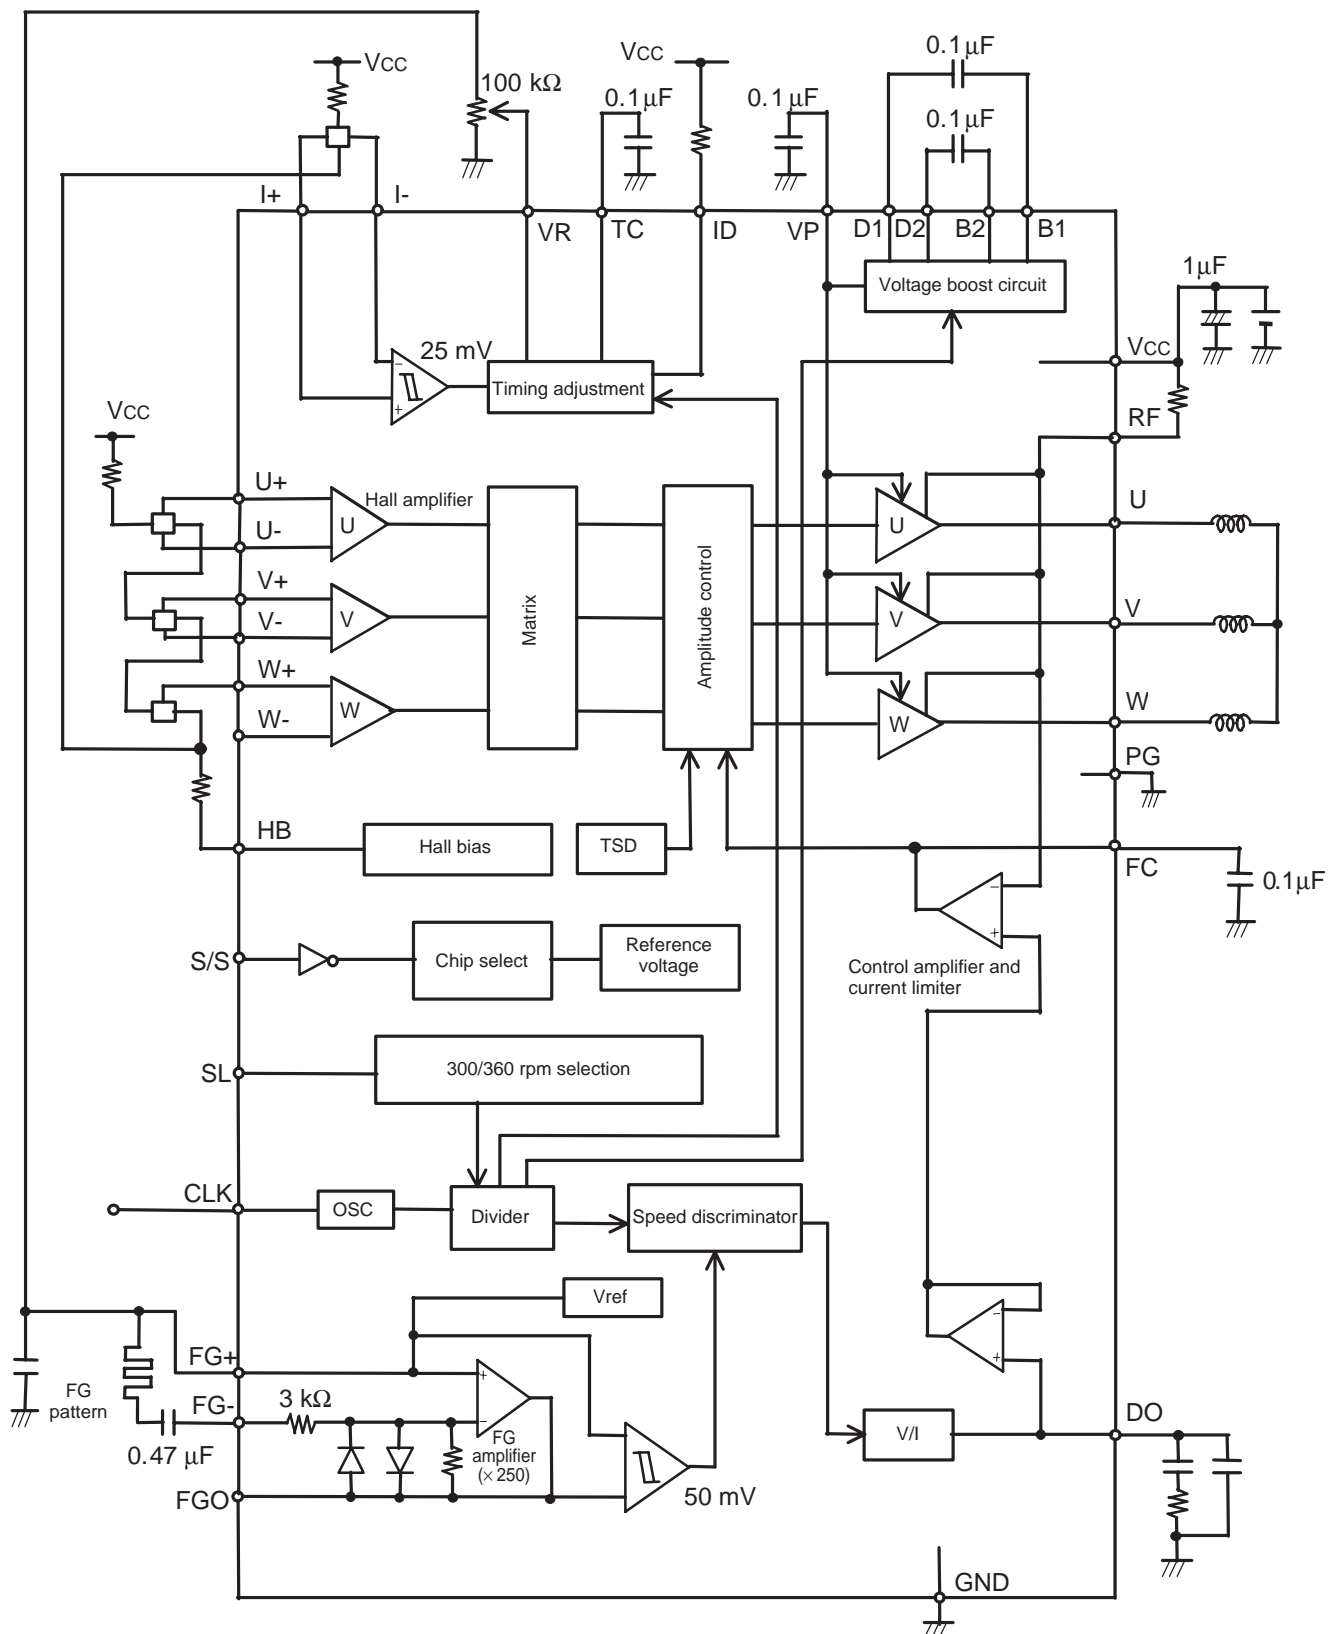 0.1µF
VCC
VCC
100 kΩ
0.1µF
0.1µF
0.1µF
I+
I-
VR
TC
ID
VP
D1
D2
B2
B1
Voltage boost circuit
1µF
25 mV
Timing adjustment
VCC
VCC
RF
U+
Hall amplifier
U-
U
U
U
V+
V-
V
V
V
Matrix
Amplitude control
W+
W-
W
W
W
PG
HB
Hall bias
TSD
FC
0.1µF
S/S
Chip select
Reference
voltage
Control amplifier and
current limiter
SL
300/360 rpm selection
CLK
OSC
Divider
Speed discriminator
Vref
FG+
FG
pattern
FG-
3 kΩ
0.47 µF
FG
amplifier
(× 250)
V/I
DO
FGO
50 mV
GND